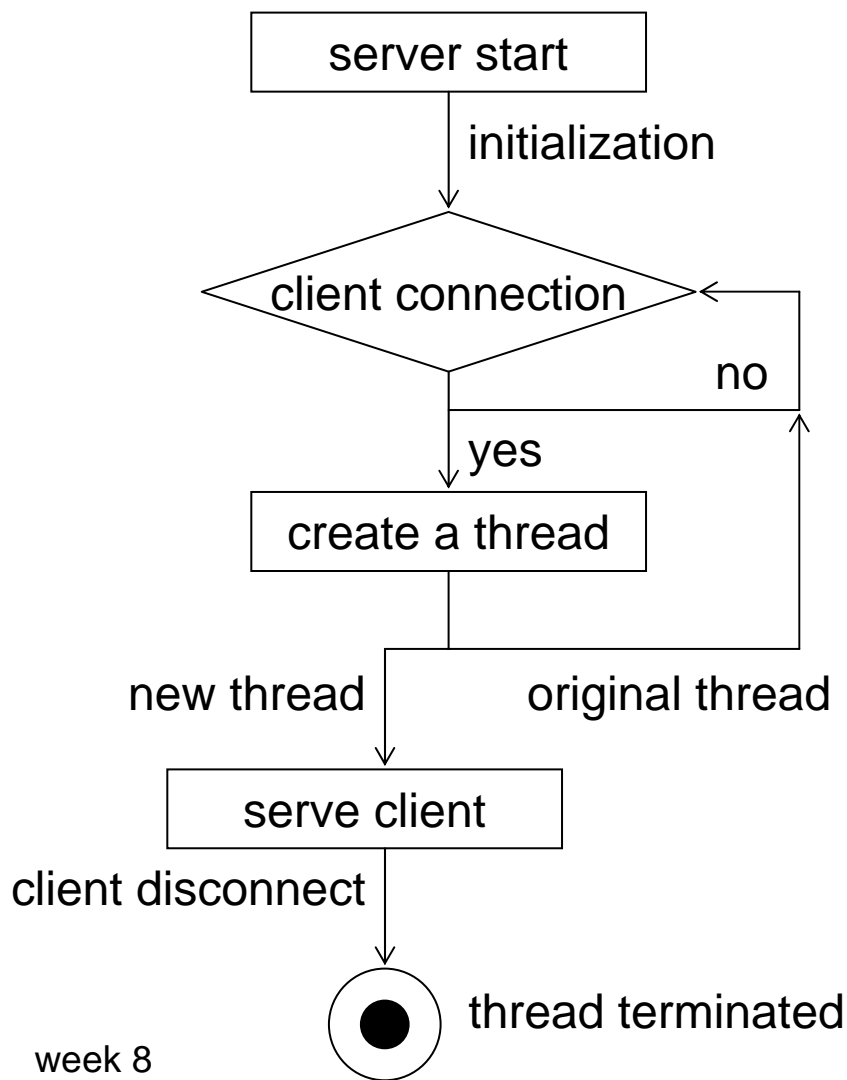 server start
initialization
client connection
no
yes
create a thread
new thread
original thread
serve client
client disconnect
thread terminated
week 8